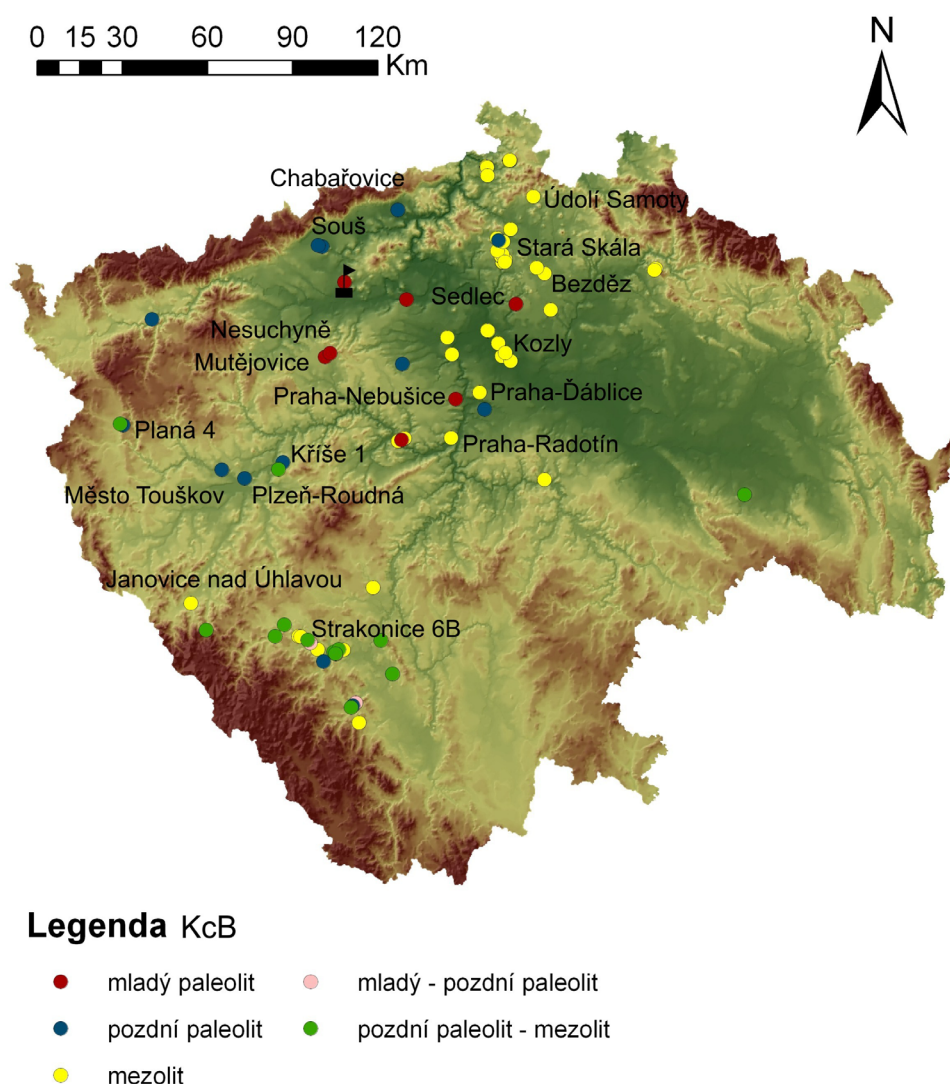 0 15 30 60 90 120
Km
N
Chabařovice
Údolí Samoty
Souš
Stará Skála
Bezděz
Sedlec
Nesuchyně
Kozly
Mutějovice
Praha-Nebušice
Praha-Ďáblice
Planá 4
Praha-Radotín
Kříše 1
Město Touškov
Plzeň-Roudná
Janovice nad Úhlavou
Strakonice 6B
Legenda KcB
mladý paleolit
mladý - pozdní paleolit
pozdní paleolit
pozdní paleolit - mezolit
mezolit